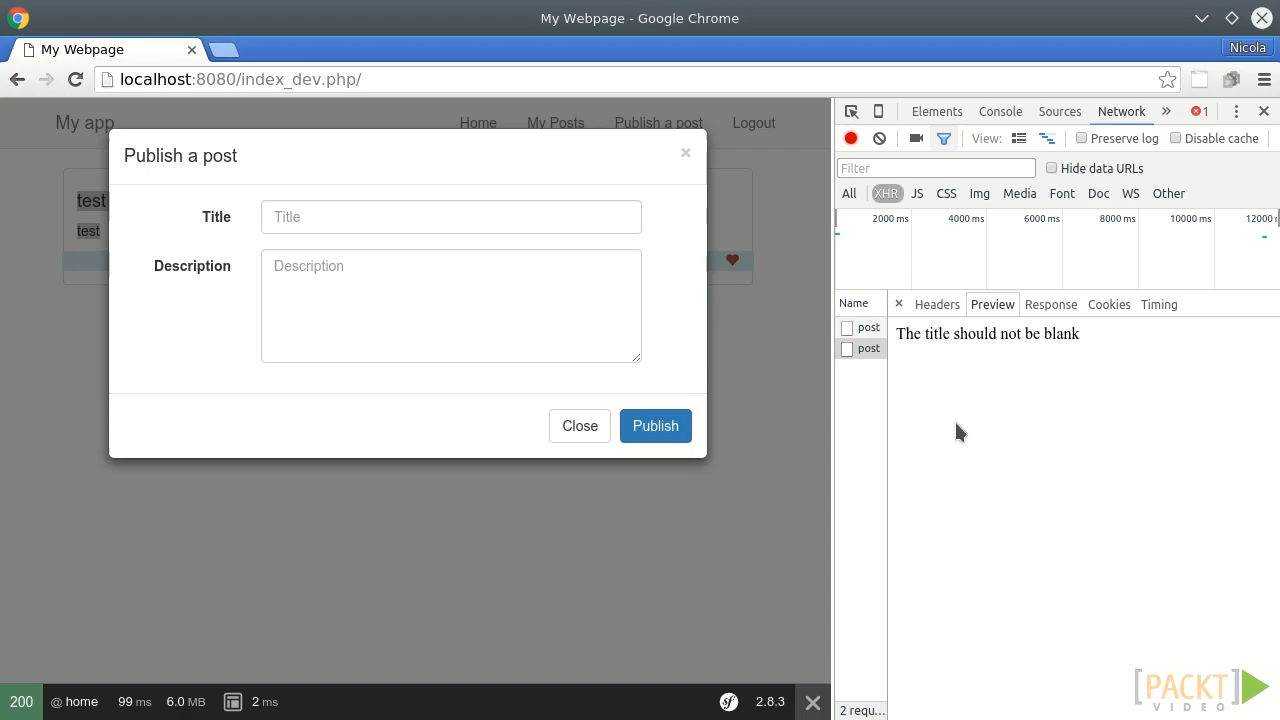 My Webpage - Google Chrome
My Webpage
Nicola
localhost:8080/index_dev.php/
My app
Home
My Posts
Publish a post
Logout
test
test
Publish a post
×
Title
Title
Description
Description
Close
Publish
200
@ home
99 ms
6.0 MB
2 ms
sf
2.8.3
Elements
Console
Sources
Network
1
View:
Preserve log
Disable cache
Filter
Hide data URLs
All
XHR
JS
CSS
Img
Media
Font
Doc
WS
Other
2000 ms
4000 ms
6000 ms
8000 ms
10000 ms
12000
Name
×
Headers
Preview
Response
Cookies
Timing
post
post
The title should not be blank
2 requ...
[PACKT]
VIDEO